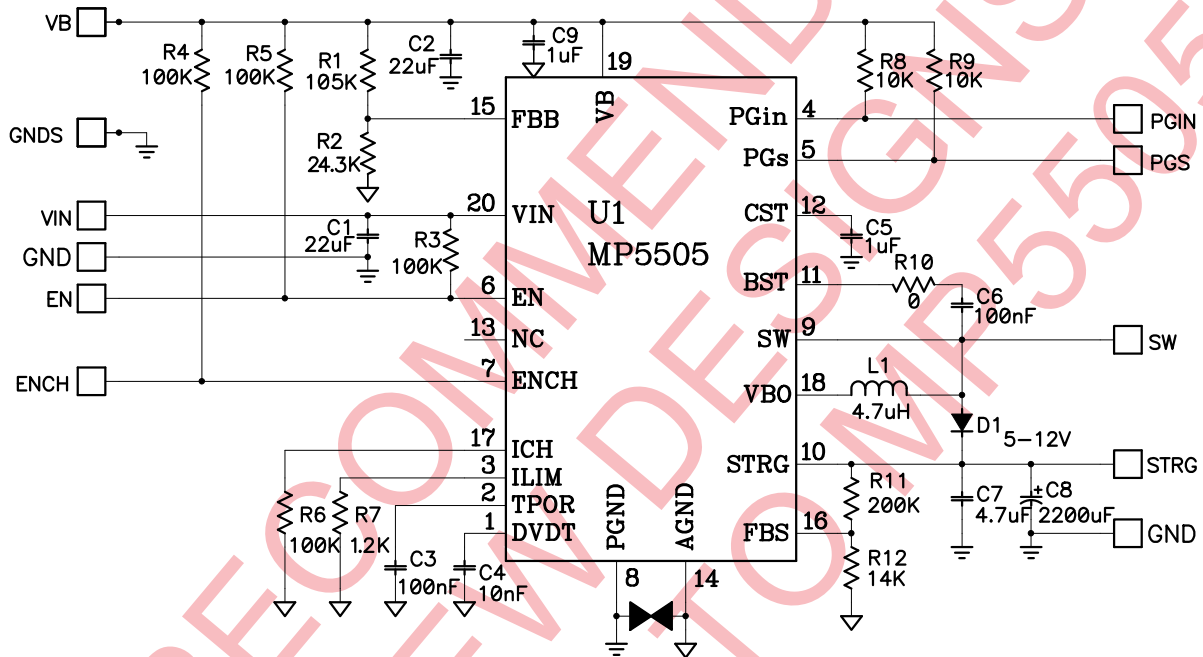 VB
R4
100K
R5
100K
R1
105K
C2
22uF
C9
1uF
19
R8
10K
R9
10K
15
FBB
VB
PGin
4
PGIN
GNDS
R2
24.3K
PGs
5
PGS
VIN
20
VIN
U1
MP5505
CST
12
C1
22uF
R3
100K
C5
1uF
GND
BST
11
R10
0
EN
6
EN
C6
100nF
13
NC
SW
9
SW
ENCH
7
ENCH
VBO
18
L1
4.7uH
D1
5-12V
17
ICH
STRG
10
STRG
3
ILIM
2
TPOR
1
DVDT
PGND
AGND
R11
200K
C7
4.7uF
C8
+
2200uF
R6
100K
R7
1.2K
FBS
16
GND
C3
100nF
C4
10nF
8
14
R12
14K
RECOMMEND
NEW DESIGNS
TO MP5505